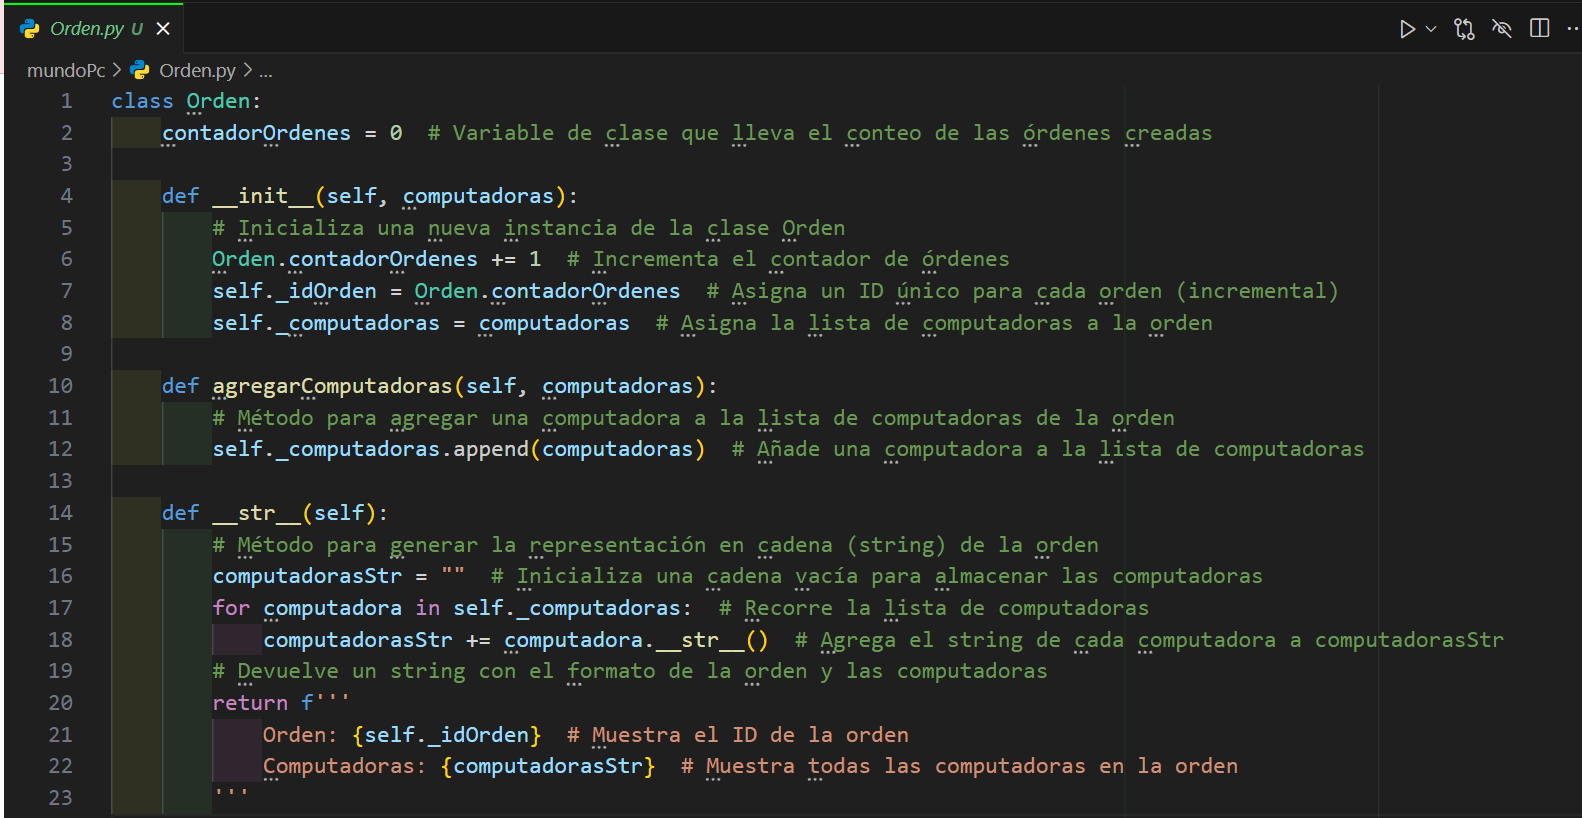 Orden.py U
mundoPc > Orden.py > ...
1 class Orden:
2     contadorOrdenes = 0  # Variable de clase que lleva el conteo de las órdenes creadas
3
4     def __init__(self, computadoras):
5         # Inicializa una nueva instancia de la clase Orden
6         Orden.contadorOrdenes += 1  # Incrementa el contador de órdenes
7         self._idOrden = Orden.contadorOrdenes  # Asigna un ID único para cada orden (incremental)
8         self._computadoras = computadoras  # Asigna la lista de computadoras a la orden
9
10     def agregarComputadoras(self, computadoras):
11         # Método para agregar una computadora a la lista de computadoras de la orden
12         self._computadoras.append(computadoras)  # Añade una computadora a la lista de computadoras
13
14     def __str__(self):
15         # Método para generar la representación en cadena (string) de la orden
16         computadorasStr = ""  # Inicializa una cadena vacía para almacenar las computadoras
17         for computadora in self._computadoras:  # Recorre la lista de computadoras
18             computadorasStr += computadora.__str__()  # Agrega el string de cada computadora a computadorasStr
19         # Devuelve un string con el formato de la orden y las computadoras
20         return f'''
21             Orden: {self._idOrden}  # Muestra el ID de la orden
22             Computadoras: {computadorasStr}  # Muestra todas las computadoras en la orden
23         '''